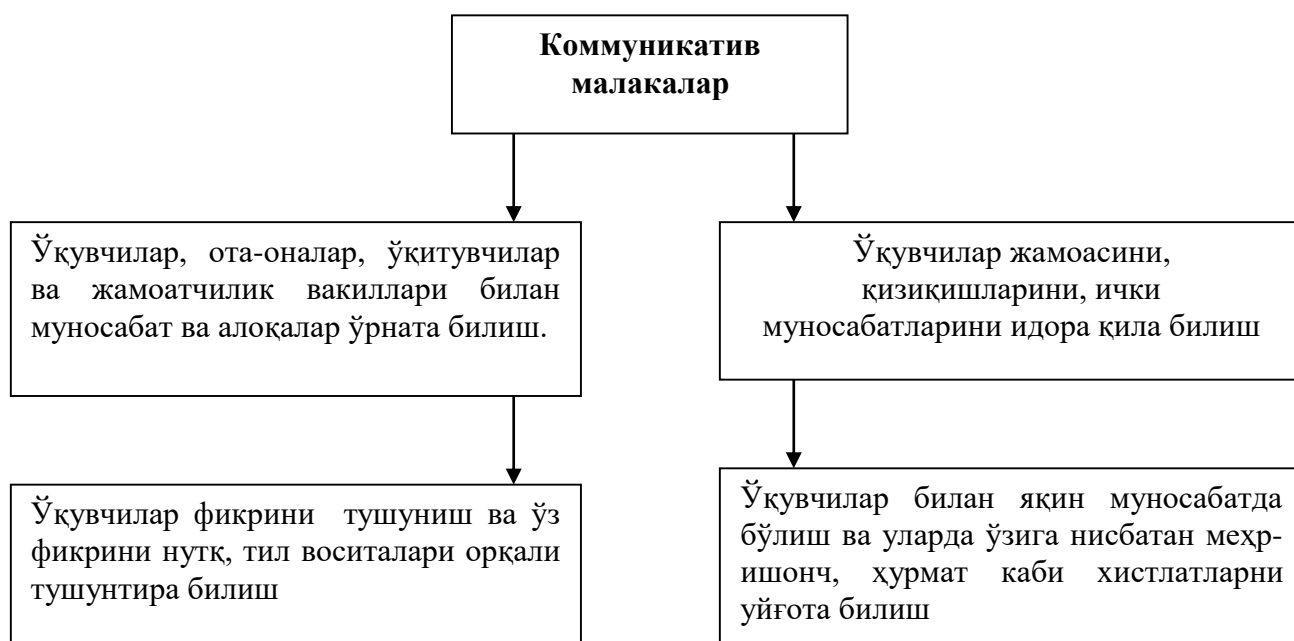 Коммуникатив
малакалар
Ўқувчилар, ота-оналар, ўқитувчилар
ва жамоатчилик вакиллари билан
муносабат ва алоқалар ўрната билиш.
Ўқувчилар жамоасини,
қизиқишларини, ички
муносабатларини идора қила билиш
Ўқувчилар фикрини тушуниш ва ўз
фикрини нутқ, тил воситалари орқали
тушунтира билиш
Ўқувчилар билан яқин муносабатда
бўлиш ва уларда ўзига нисбатан меҳр-
ишонч, ҳурмат каби хистлатларни
уйғота билиш